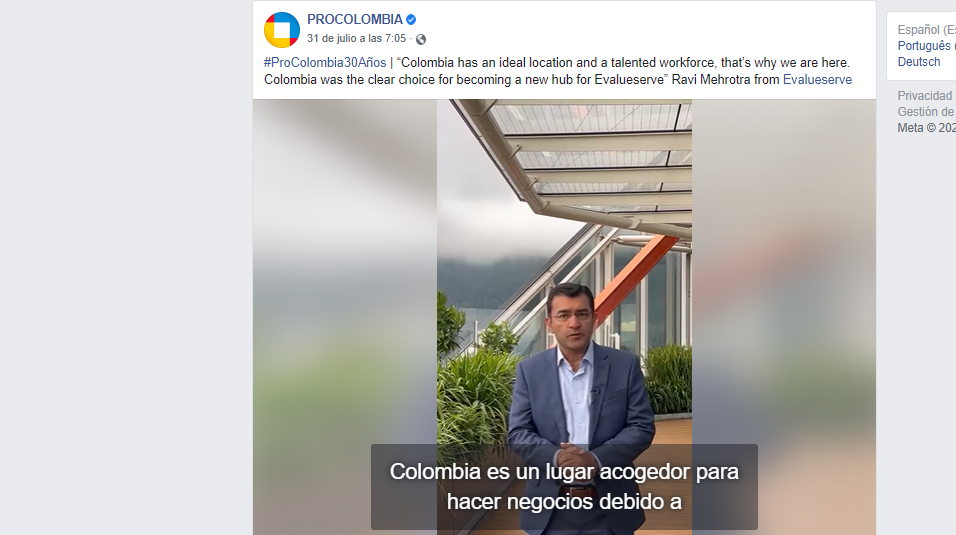 PROCOLOMBIA
31 de julio a las 7:05 ·
#ProColombia30Años | “Colombia has an ideal location and a talented workforce, that’s why we are here.
Colombia was the clear choice for becoming a new hub for Evalueserve” Ravi Mehrotra from Evalueserve
Colombia es un lugar acogedor para
hacer negocios debido a
Español (Es
Português (
Deutsch
Privacidad
Gestión de
Meta © 202